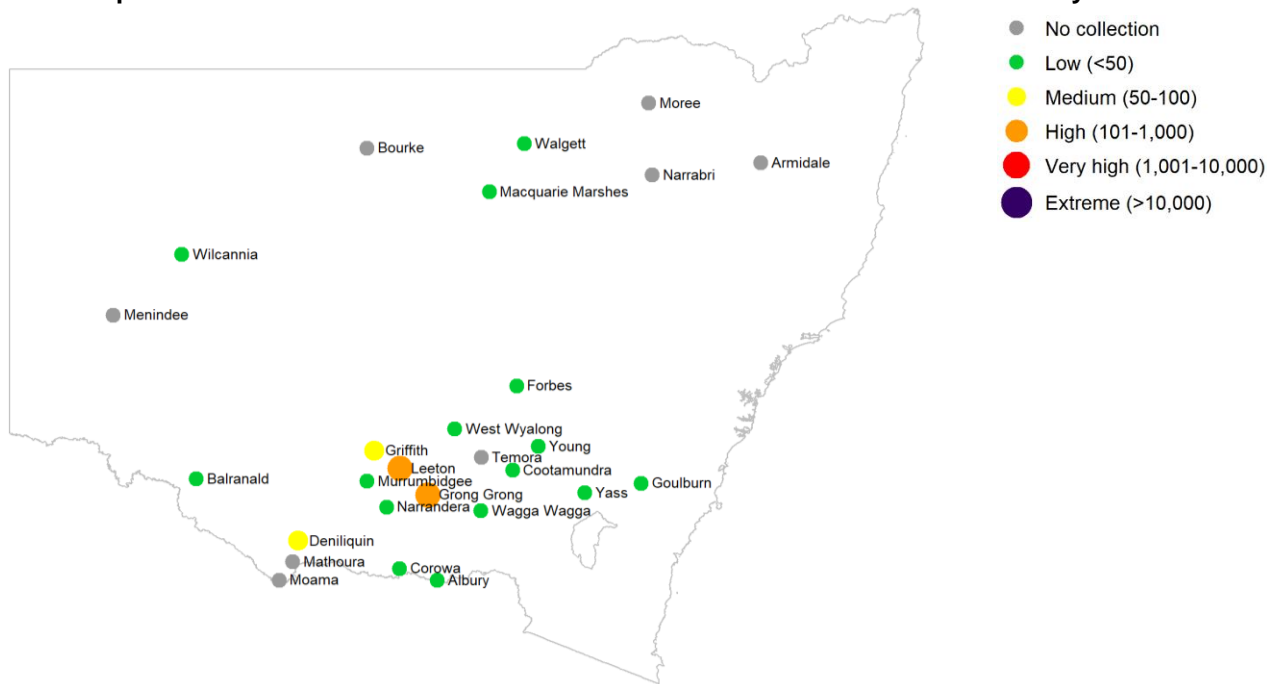 No collection
Low (<50)
Medium (50-100)
High (101-1,000)
Very high (1,001-10,000)
Extreme (>10,000)
Moree
Bourke
Walgett
Narrabri
Armidale
Macquarie Marshes
Wilcannia
Menindee
Forbes
West Wyalong
Young
Griffith
Temora
Leeton
Cootamundra
Murrumbidgee
Balranald
Goulburn
Grong Grong
Yass
Narrandera
Wagga Wagga
Deniliquin
Mathoura
Corowa
Moama
Albury